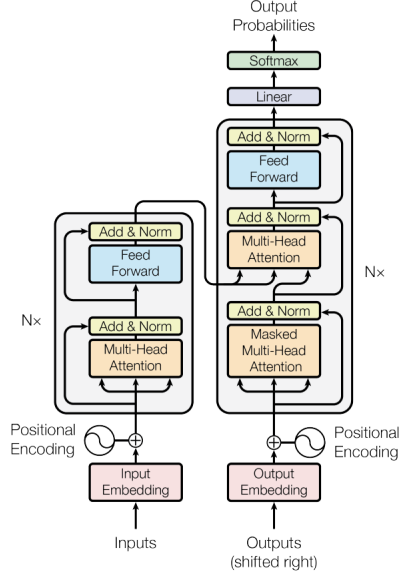 Output
Probabilities
Softmax
Linear
Add & Norm
Feed
Forward
Add & Norm
Multi-Head
Attention
Add & Norm
Masked
Multi-Head
Attention
N×
Add & Norm
Feed
Forward
Add & Norm
Multi-Head
Attention
N×
Positional
Encoding
Positional
Encoding
Input
Embedding
Output
Embedding
Inputs
Outputs
(shifted right)